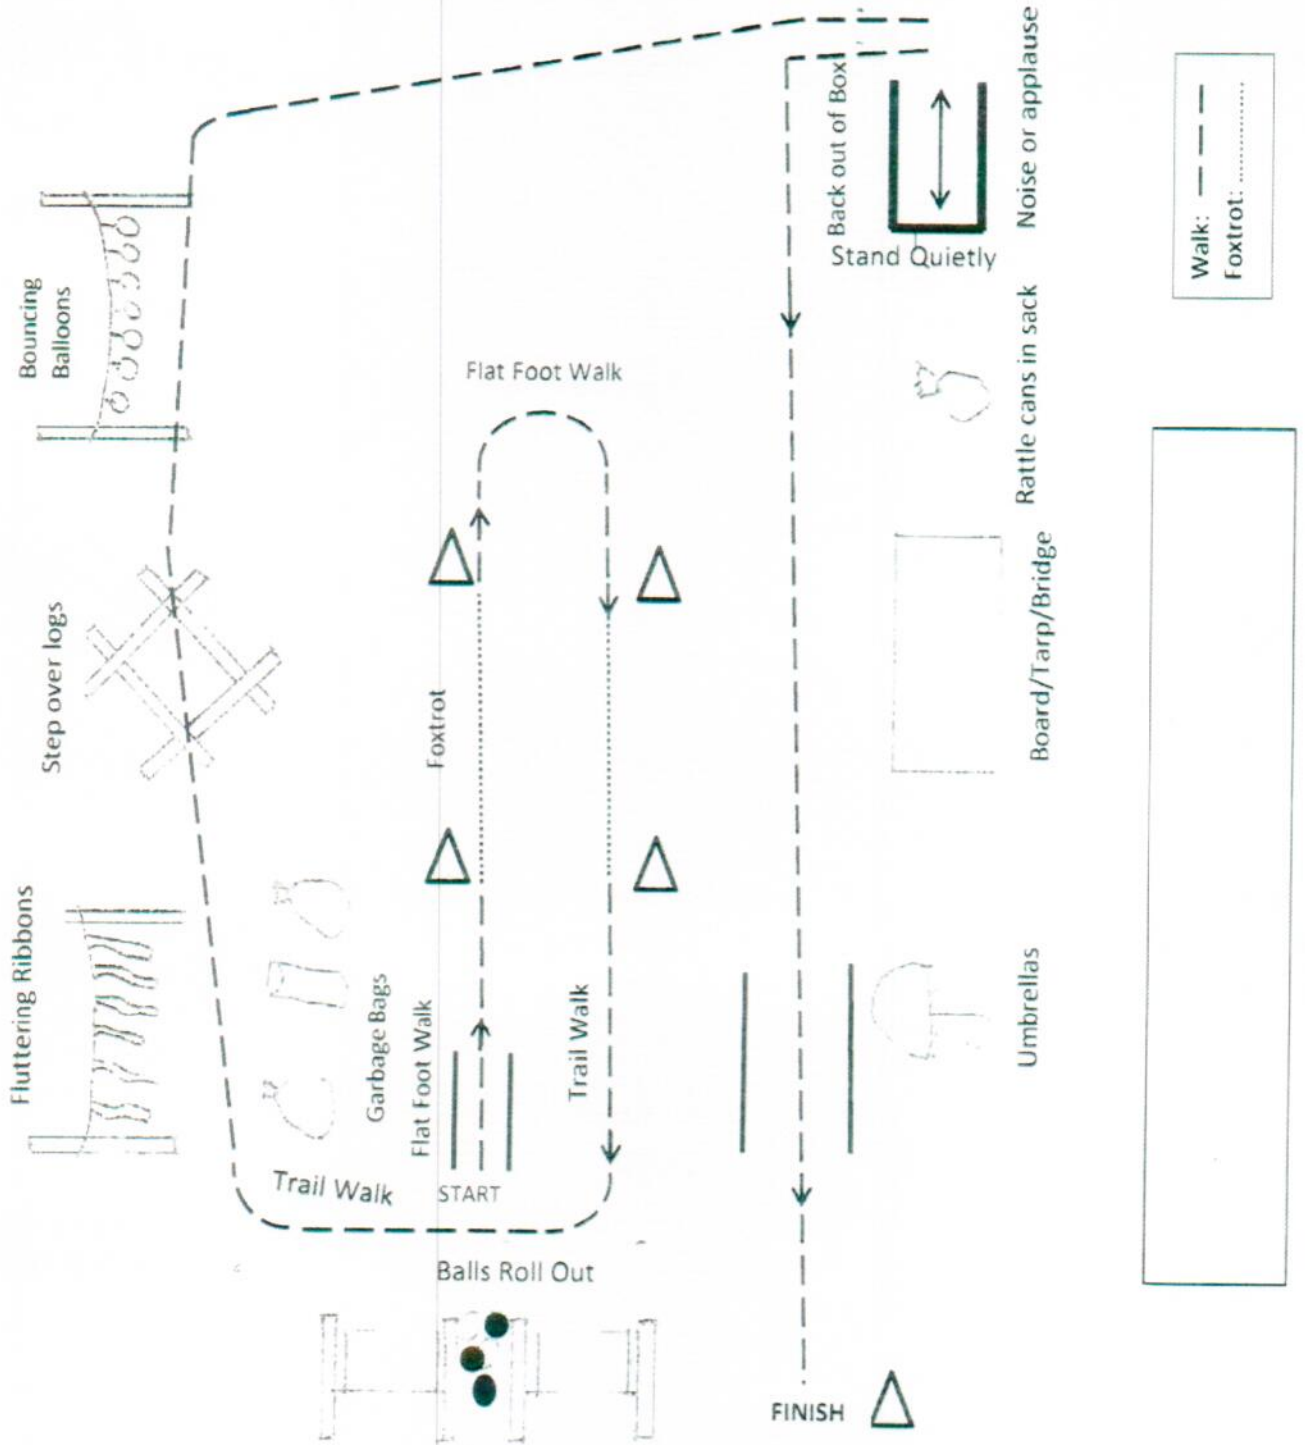 Noise or applause
Back out of Box
Stand Quietly
Walk:
Foxtrot:
Bouncing
Balloons
Rattle cans in sack
Flat Foot Walk
Step over logs
Foxtrot
Board/Tarp/Bridge
Fluttering Ribbons
Garbage Bags
Flat Foot Walk
Trail Walk
Umbrellas
Trail Walk
START
Balls Roll Out
FINISH